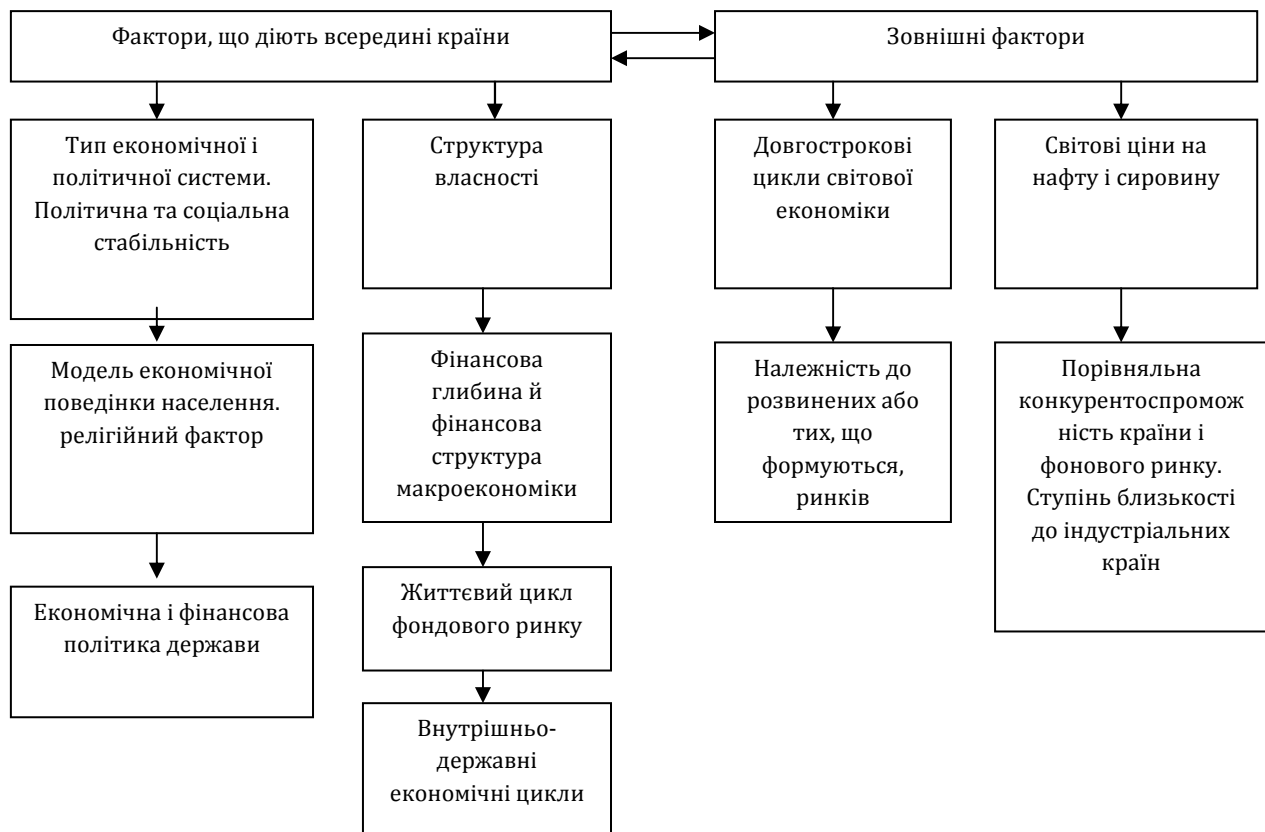 Фактори, що діють всередині країни
Зовнішні фактори
Тип економічної і
політичної системи.
Політична та соціальна
стабільність
Структура
власності
Довгострокові
цикли світової
економіки
Світові ціни на
нафту і сировину
Модель економічної
поведінки населення.
релігійний фактор
Фінансова
глибина й
фінансова
структура
макроекономіки
Належність до
розвинених або
тих, що
формуються,
ринків
Порівняльна
конкурентоспромож
ність країни і
фонового ринку.
Ступінь близькості
до індустріальних
країн
Економічна і фінансова
політика держави
Життєвий цикл
фондового ринку
Внутрішньо-
державні
економічні цикли